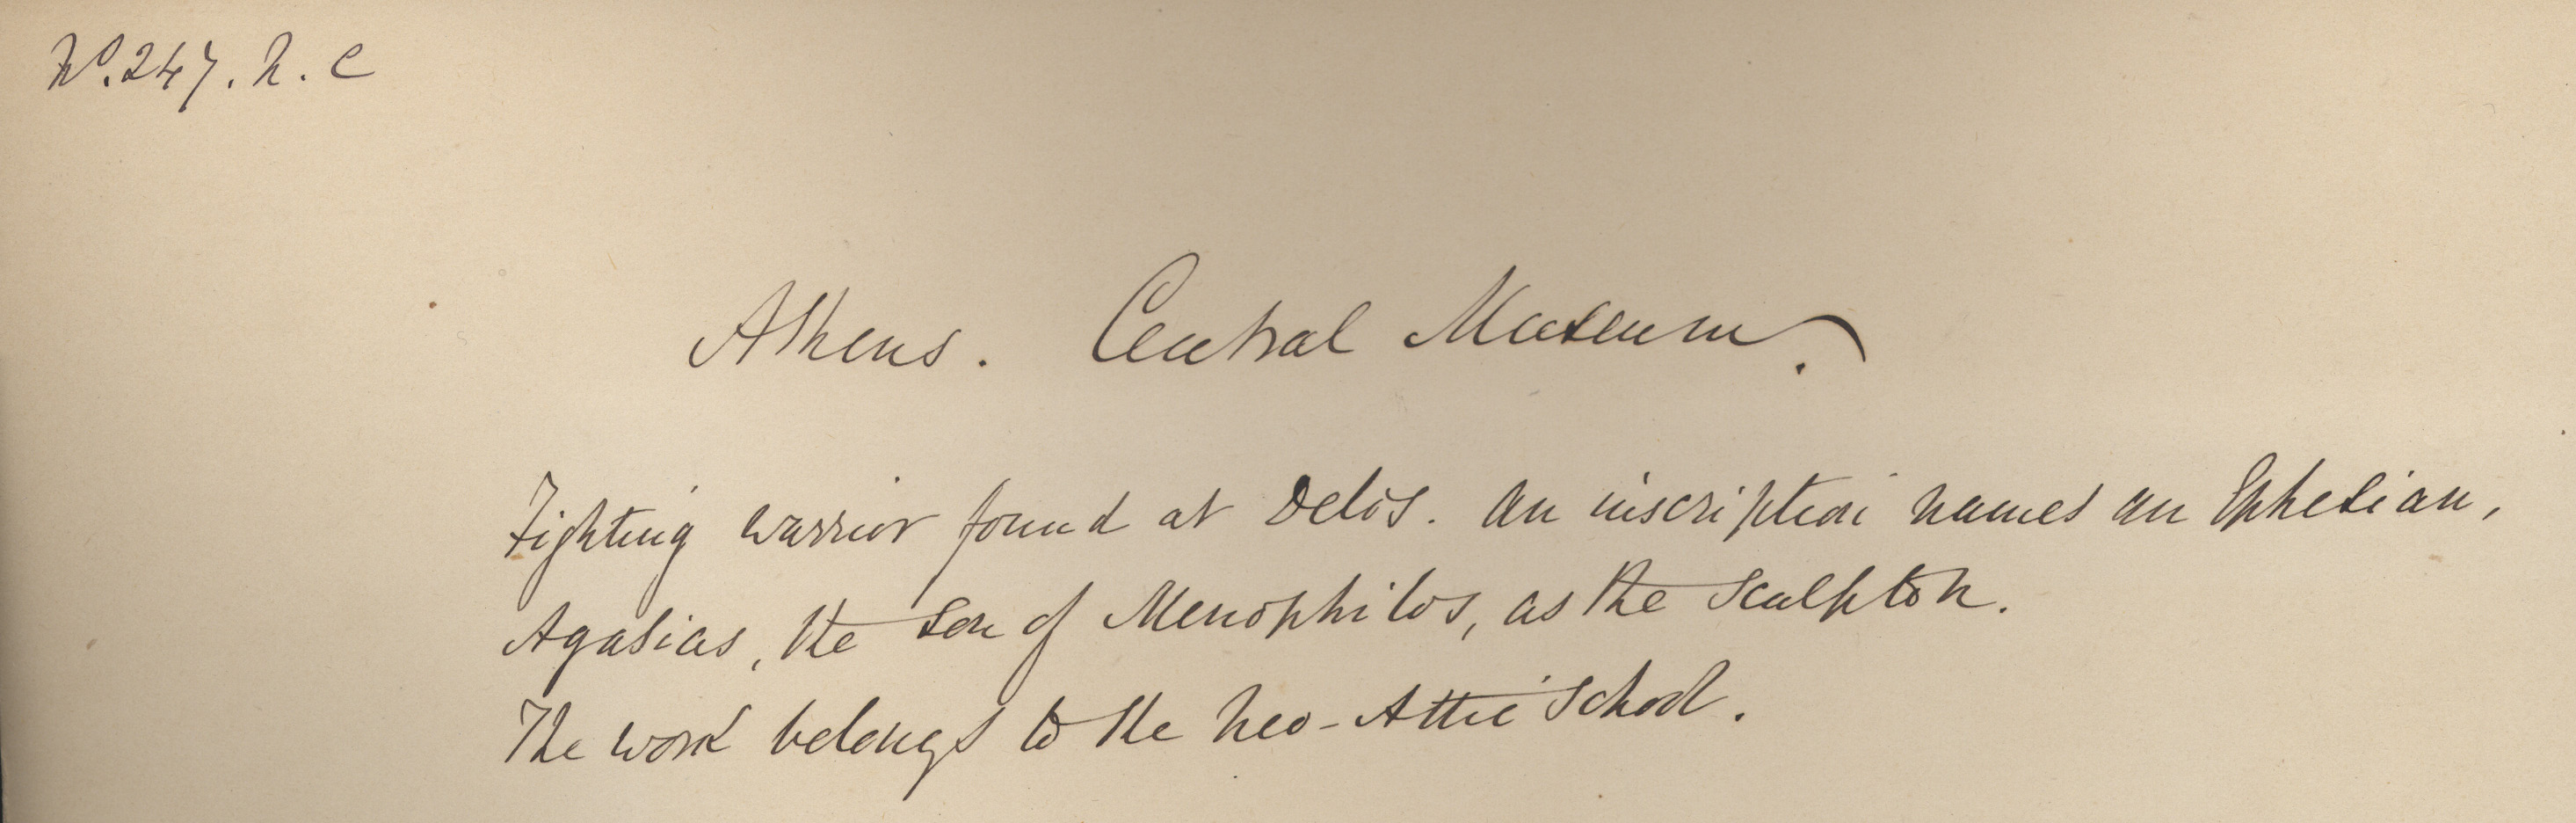 No. 247. N. C
Athens. Central Museum.
Fighting warrior found at Delos. An inscription names an Ephesian,
Agasias, the son of Menophilos, as the sculptor.
The work belongs to the Neo-Attic School.